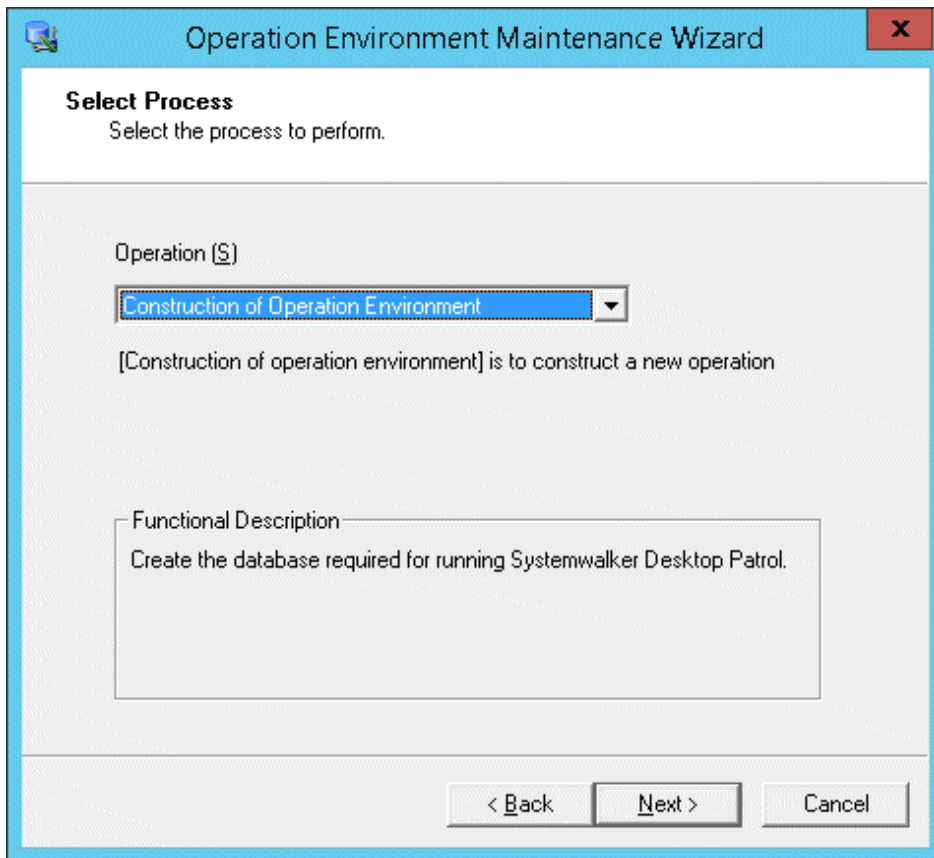 Operation Environment Maintenance Wizard
x
Select Process
Select the process to perform.
Operation (S)
Construction of Operation Environment
[Construction of operation environment] is to construct a new operation
Functional Description
Create the database required for running Systemwalker Desktop Patrol.
< Back
Next >
Cancel